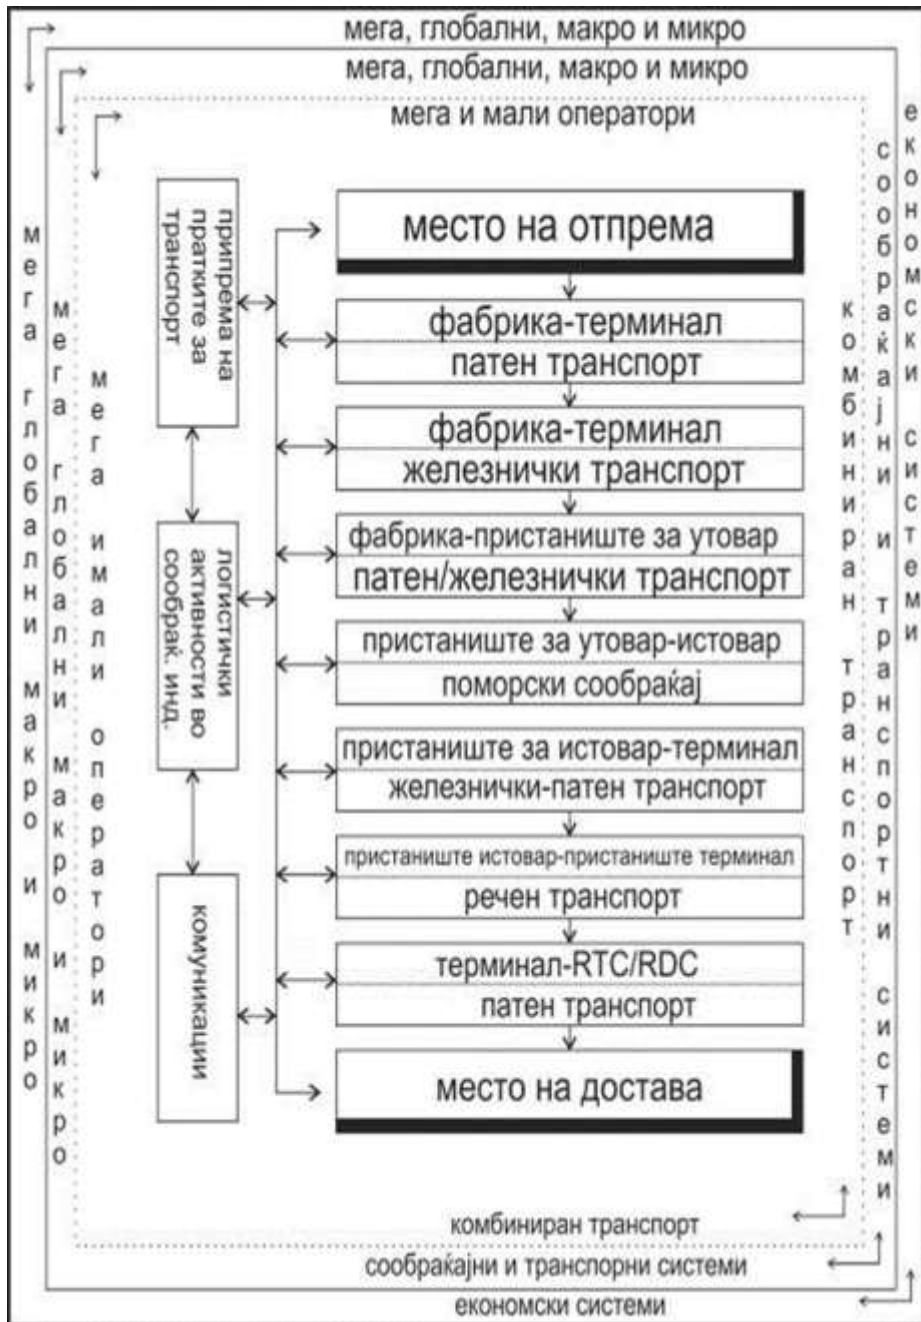 мега, глобални, макро и микро
мега, глобални, макро и микро
мега и мали оператори
мега глобални макро и микро
мега глобални макро и микро
мега имали оператори
припрема на
пратките за
транспорт
логистички
активности во
сообраќ. инд.
комуникации
место на отпрема
фабрика-терминал
патен транспорт
фабрика-терминал
железнички транспорт
фабрика-пристаниште за утовар
патен/железнички транспорт
пристаниште за утовар-истовар
поморски сообраќај
пристаниште за истовар-терминал
железнички-патен транспорт
пристаниште истовар-пристаниште терминал
речен транспорт
терминал-RTC/RDC
патен транспорт
место на достава
комбиниран транспорт
сообраќајни и транспортни системи
економски системи
комбиниран транспорт
сообраќајни и транспорни системи
економски системи